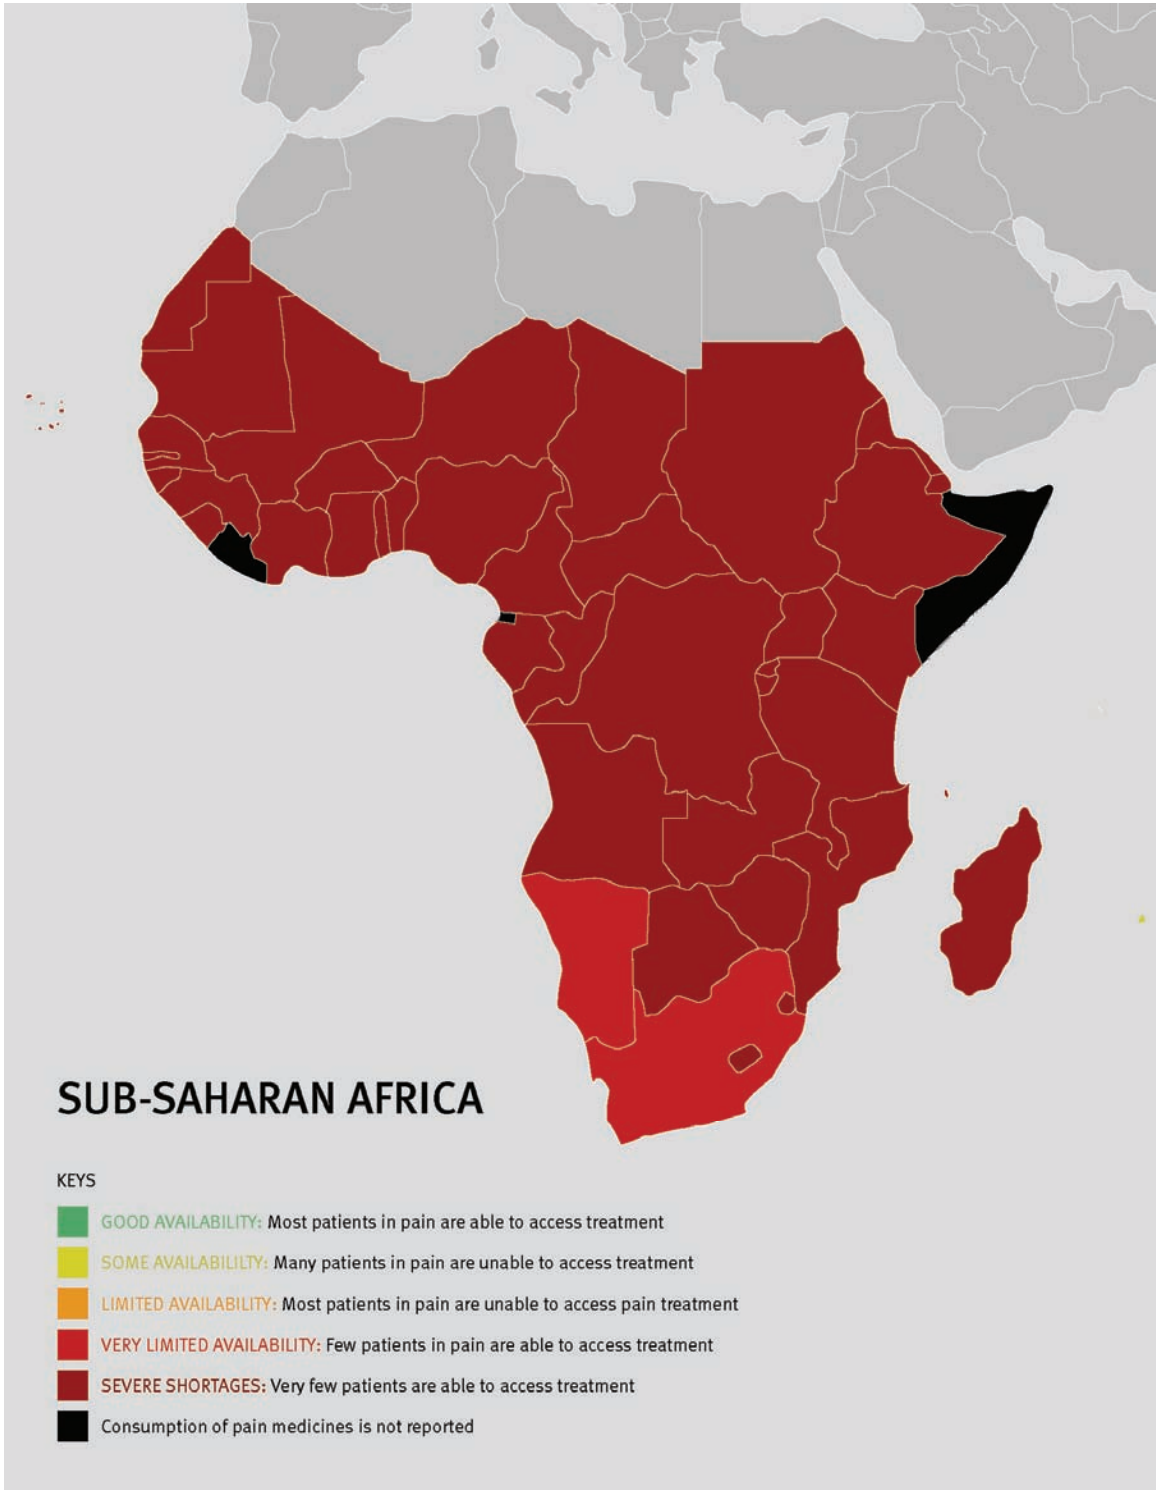 SUB-SAHARAN AFRICA
KEYS
GOOD AVAILABILITY: Most patients in pain are able to access treatment
SOME AVAILABILILTY: Many patients in pain are unable to access treatment
LIMITED AVAILABILITY: Most patients in pain are unable to access pain treatment
VERY LIMITED AVAILABILITY: Few patients in pain are able to access treatment
SEVERE SHORTAGES: Very few patients are able to access treatment
Consumption of pain medicines is not reported